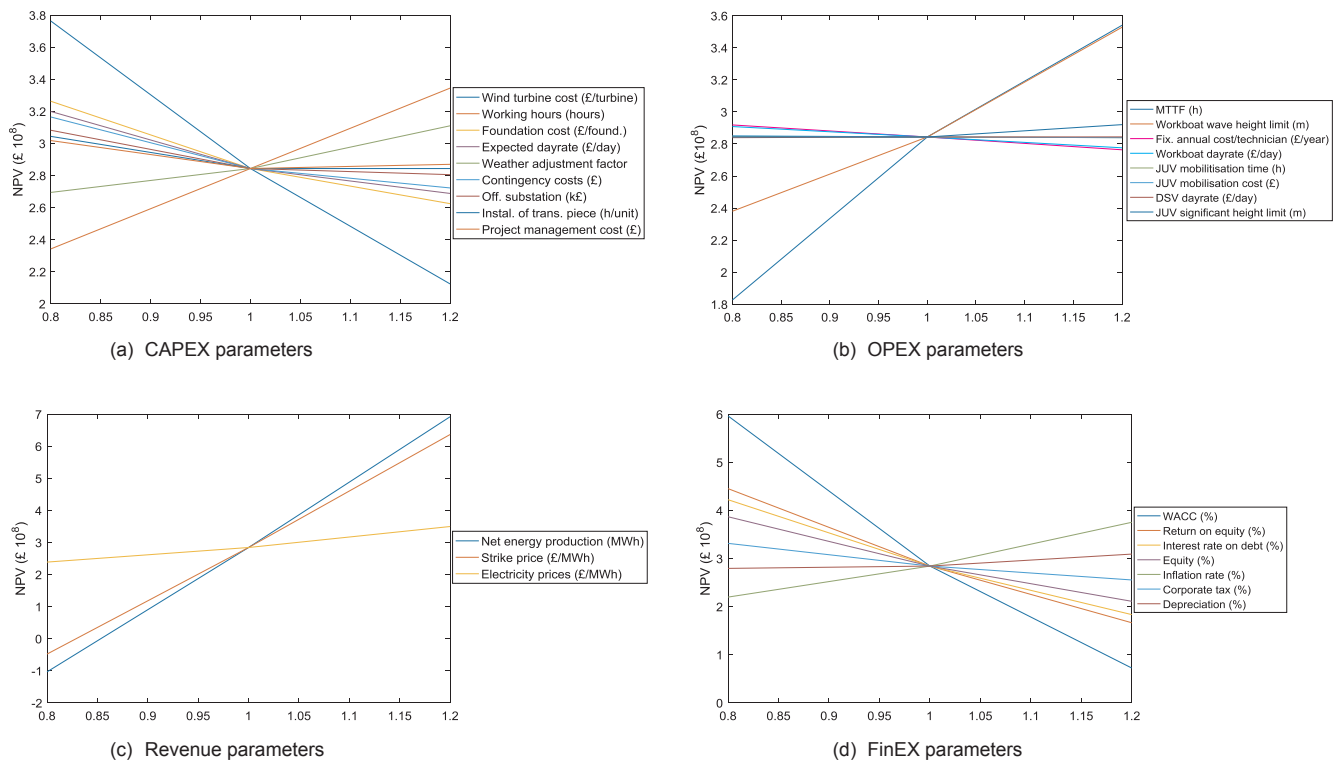 3.8
3.6
3.4
3.2
3
2.8
2.6
2.4
2.2
2
NPV (£ 10^8)
0.8 0.85 0.9 0.95 1 1.05 1.1 1.15 1.2
Wind turbine cost (£/turbine)
Working hours (hours)
Foundation cost (£/found.)
Expected dayrate (£/day)
Weather adjustment factor
Contingency costs (£)
Off. substation (k£)
Instal. of trans. piece (h/unit)
Project management cost (£)
(a) CAPEX parameters
3.6
3.4
3.2
3
2.8
2.6
2.4
2.2
2
1.8
NPV (£ 10^8)
0.8 0.85 0.9 0.95 1 1.05 1.1 1.15 1.2
MTTF (h)
Workboat wave height limit (m)
Fix. annual cost/technician (£/year)
Workboat dayrate (£/day)
JUV mobilitisation time (h)
JUV mobilisation cost (£)
DSV dayrate (£/day)
JUV significant height limit (m)
(b) OPEX parameters
7
6
5
4
3
2
1
0
-1
-2
NPV (£ 10^8)
0.8 0.85 0.9 0.95 1 1.05 1.1 1.15 1.2
Net energy production (MWh)
Strike price (£/MWh)
Electricity prices (£/MWh)
(c) Revenue parameters
6
5
4
3
2
1
0
NPV (£ 10^8)
0.8 0.85 0.9 0.95 1 1.05 1.1 1.15 1.2
WACC (%)
Return on equity (%)
Interest rate on debt (%)
Equity (%)
Inflation rate (%)
Corporate tax (%)
Depreciation (%)
(d) FinEX parameters